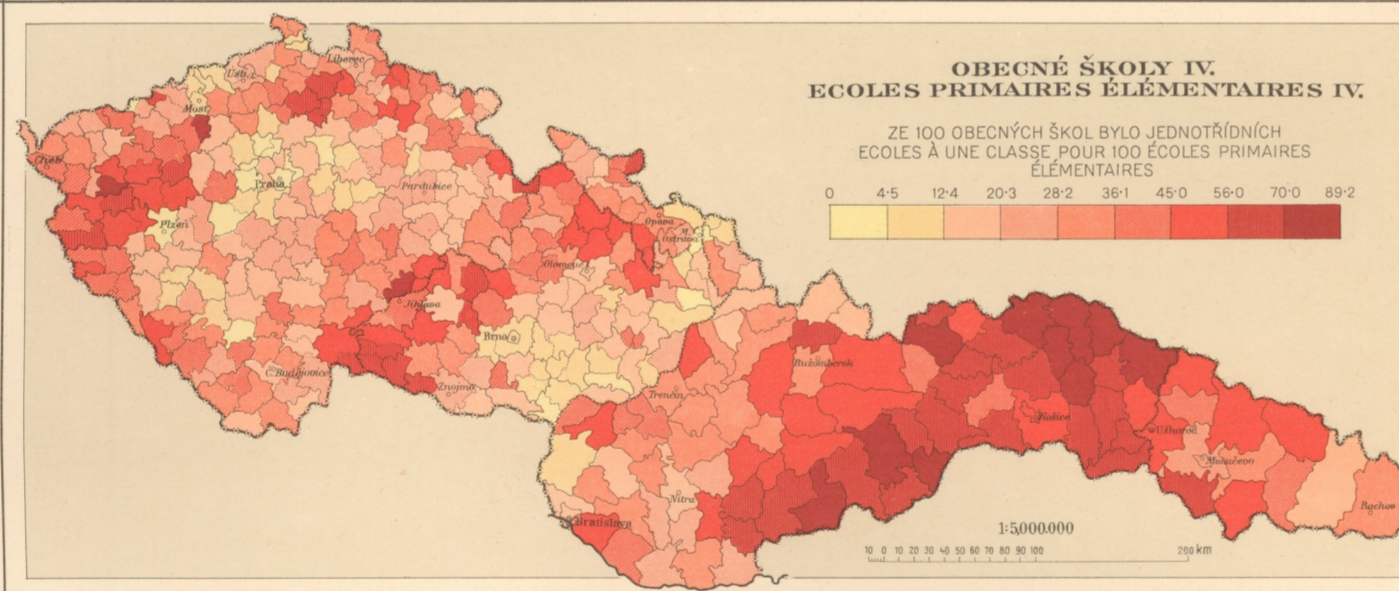 OBECNÉ ŠKOLY IV.
ECOLES PRIMAIRES ÉLÉMENTAIRES IV.
ZE 100 OBECNÝCH ŠKOL BYLO JEDNOTŘÍDNÍCH
ECOLES À UNE CLASSE POUR 100 ÉCOLES PRIMAIRES
ÉLÉMENTAIRES
0 4·5 12·4 20·3 28·2 36·1 45·0 56·0 70·0 89·2
Liberec
Ústí
Most
Cheb
Praha
Pardubice
Plzeň
Opava
M. Ostrava
Olomouc
Jihlava
Brno
Č. Budějovice
Znojmo
Ružomberok
Trenčín
Košice
Užhorod
Mukačevo
Nitra
Rachov
Bratislava
1:5,000.000
10 0 10 20 30 40 50 60 70 80 90 100 200 km